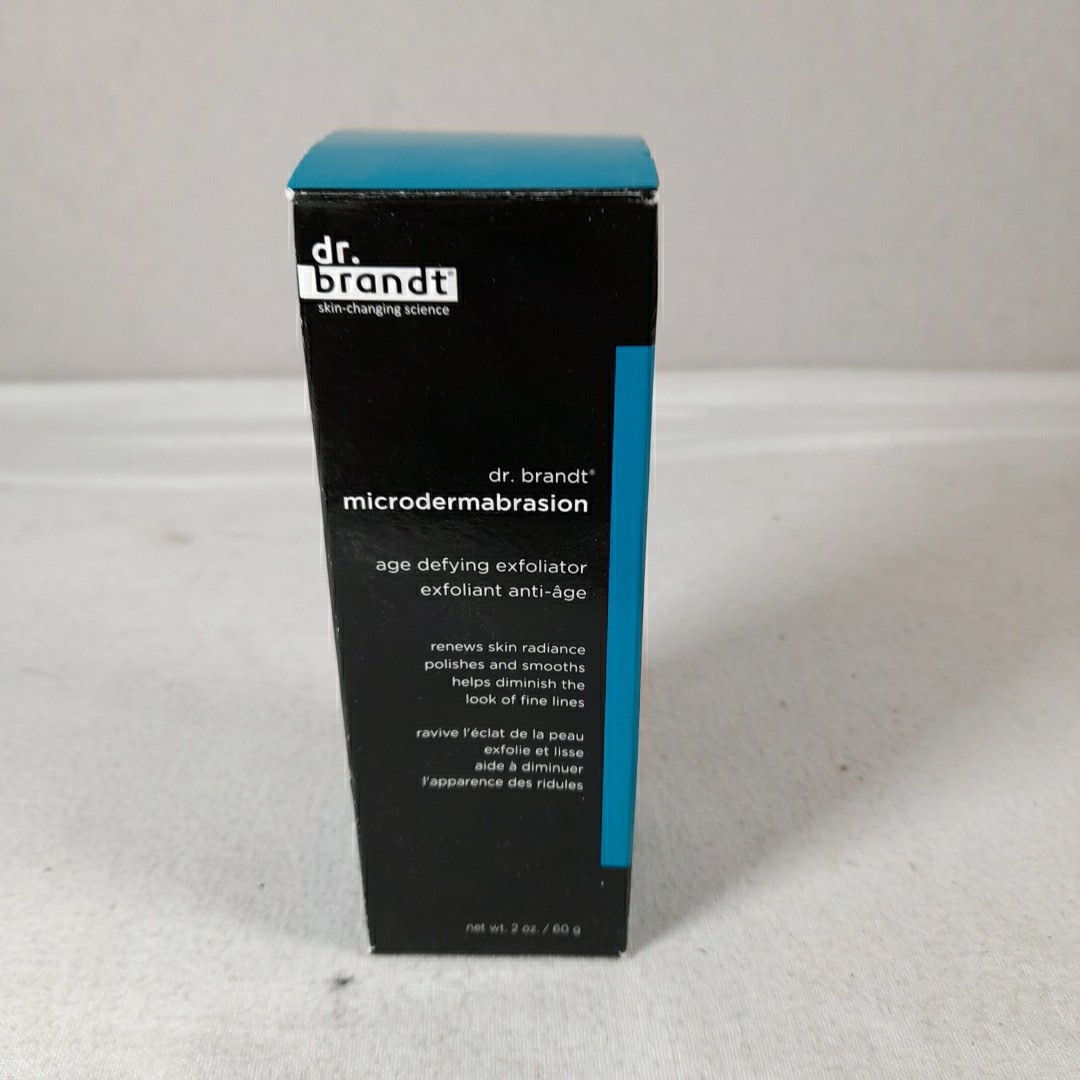 dr.
brandt®
skin-changing science
dr. brandt®
microdermabrasion
age defying exfoliator
exfoliant anti-âge
renews skin radiance
polishes and smooths
helps diminish the
look of fine lines
ravive l'éclat de la peau
exfolie et lisse
aide à diminuer
l'apparence des ridules
net wt. 2 oz. / 60 g